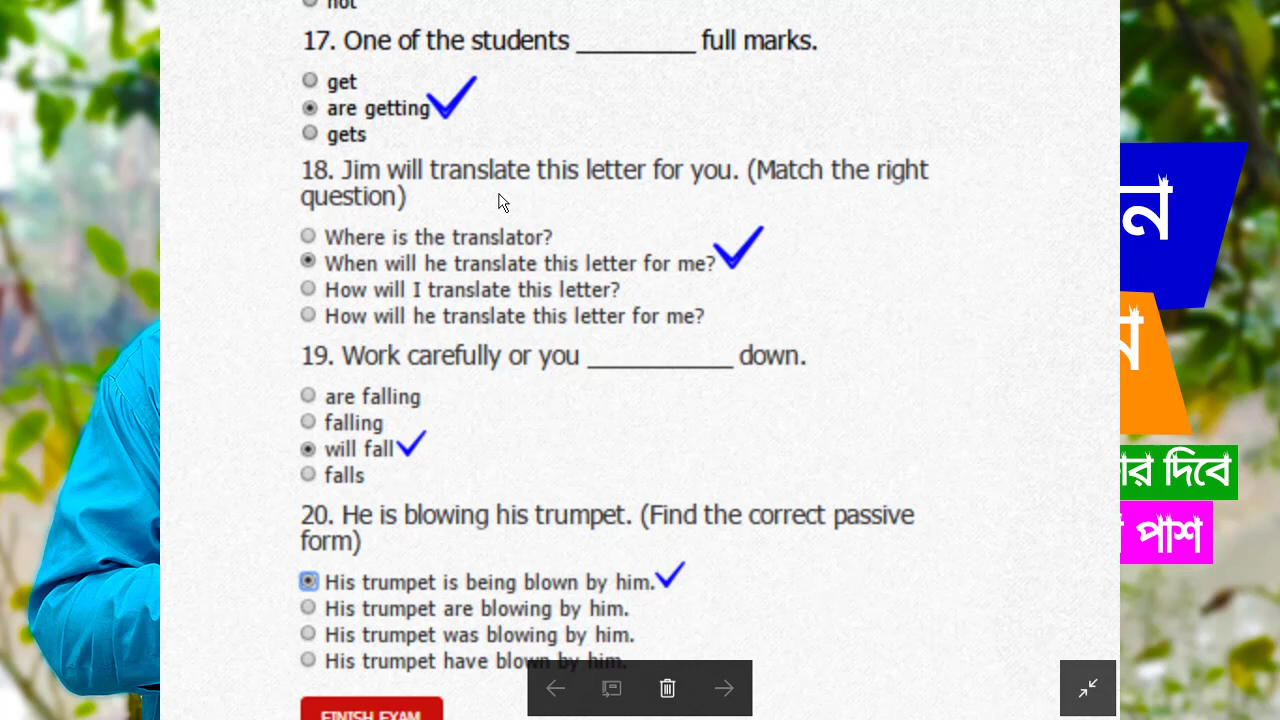 not
17. One of the students _________ full marks.
get
are getting
gets
18. Jim will translate this letter for you. (Match the right
question)
Where is the translator?
When will he translate this letter for me?
How will I translate this letter?
How will he translate this letter for me?
19. Work carefully or you ___________ down.
are falling
falling
will fall
falls
20. He is blowing his trumpet. (Find the correct passive
form)
His trumpet is being blown by him.
His trumpet are blowing by him.
His trumpet was blowing by him.
His trumpet have blown by him.
FINISH EXAM
দিবে
পাশ